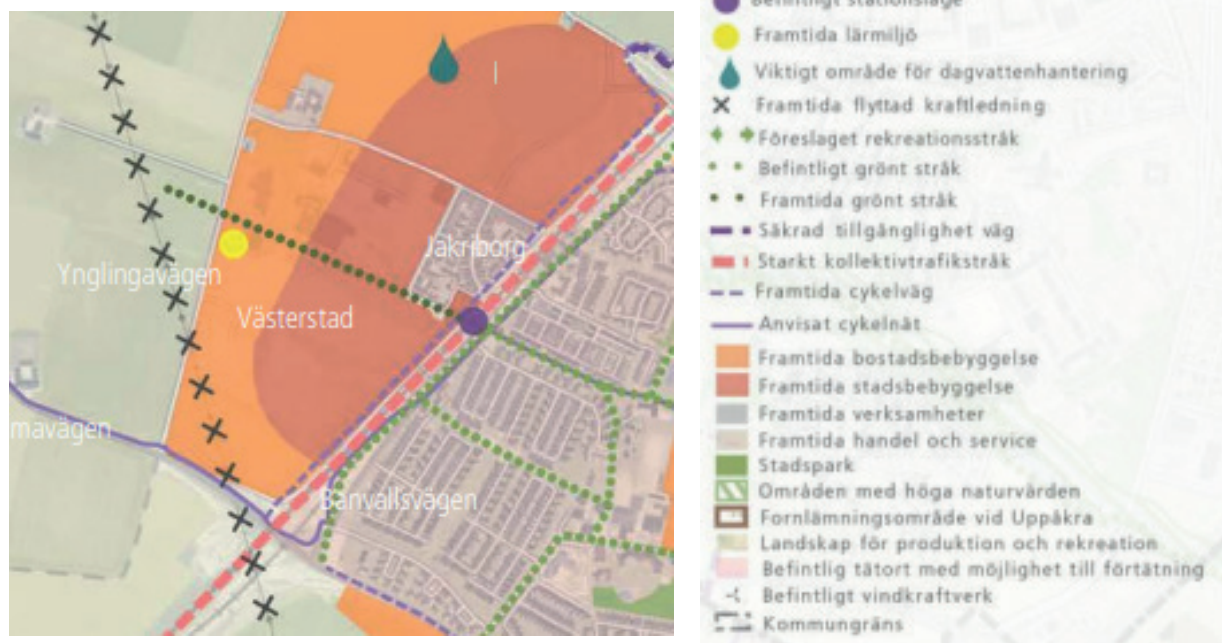 Jakriborg
Ynglingavägen
Västerstad
mavägen
Banvallsvägen
Befintligt stationsläge
Framtida lärmiljö
Viktigt område för dagvattenhantering
Framtida flyttad kraftledning
Föreslaget rekreationsstråk
Befintligt grönt stråk
Framtida grönt stråk
Säkrad tillgänglighet väg
Starkt kollektivtrafikstråk
Framtida cykelväg
Anvisat cykelnät
Framtida bostadsbebyggelse
Framtida stadsbebyggelse
Framtida verksamheter
Framtida handel och service
Stadspark
Områden med höga naturvärden
Fornlämningsområde vid Uppåkra
Landskap för produktion och rekreation
Befintlig tätort med möjlighet till förtätning
Befintligt vindkraftverk
Kommungräns